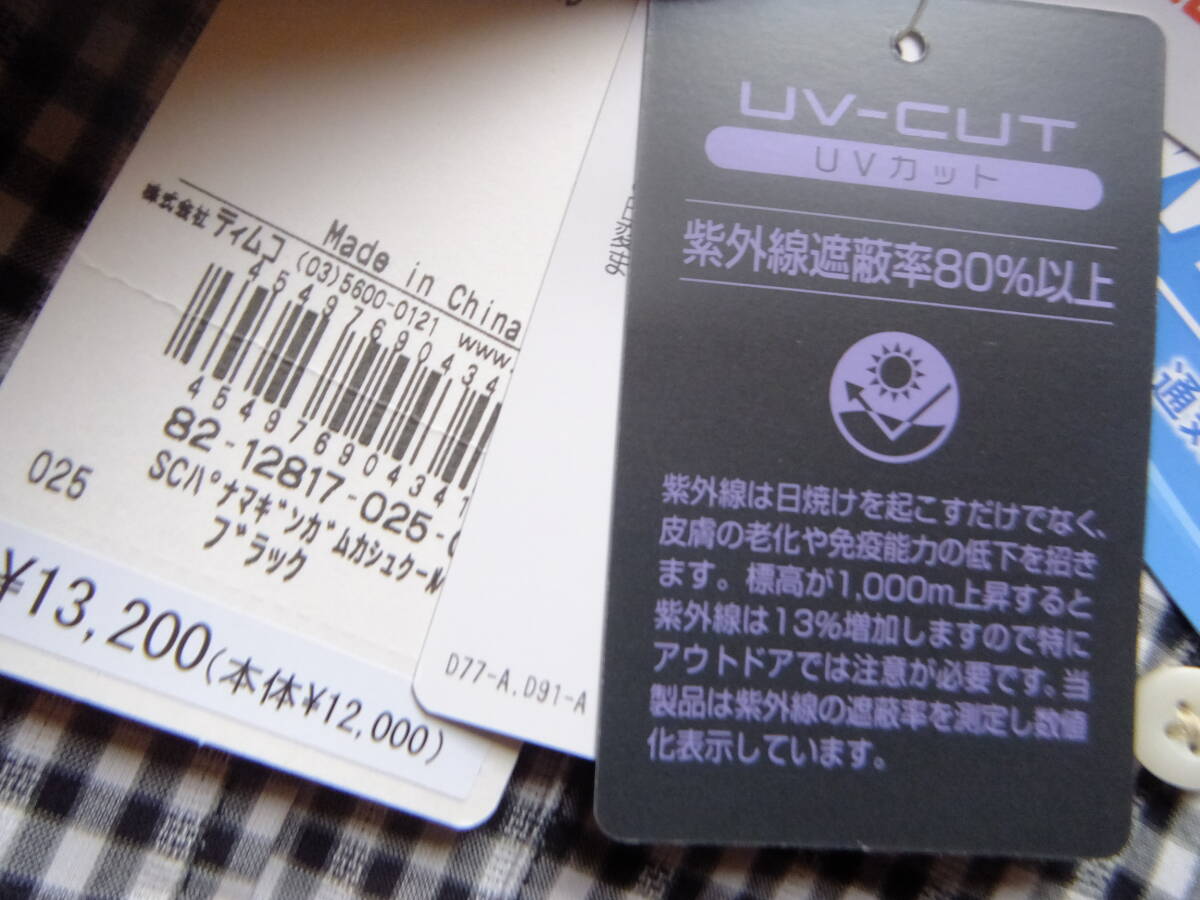 Made in China
株式会社 ティムコ (03)5600-0121 www.
45497690434
4549769043 41
82-12817-025-
SCパナマギンガムカシュクール
ブラック
025
¥13,200(本体¥12,000)
D77-A.D91-A
UV-CUT
UVカット
紫外線遮蔽率80%以上
紫外線は日焼けを起こすだけでなく、
皮膚の老化や免疫能力の低下を招き
ます。標高が1,000m上昇すると
紫外線は13%増加しますので特に
アウトドアでは注意が必要です。当
製品は紫外線の遮蔽率を測定し数値
化表示しています。